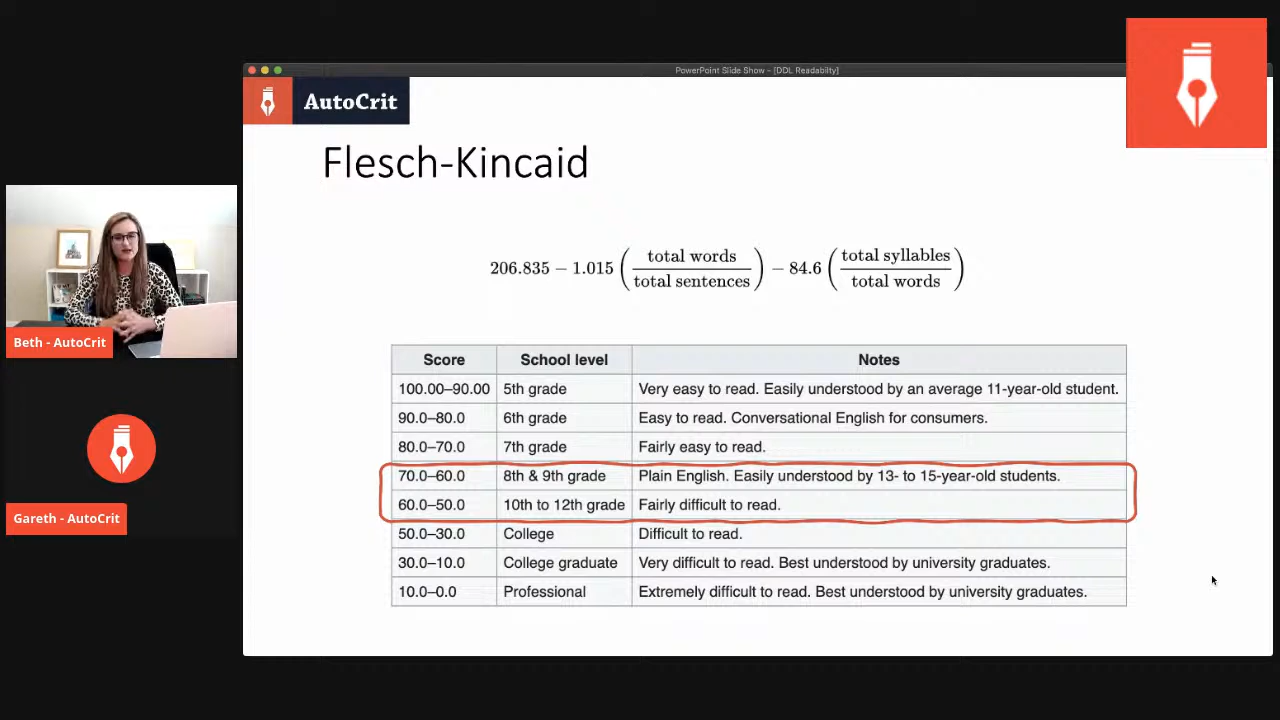 PowerPoint Slide Show - [DDL Readabilty]
AutoCrit
Flesch-Kincaid
206.835 − 1.015 (total words / total sentences) − 84.6 (total syllables / total words)
Score School level Notes
100.00–90.00 5th grade Very easy to read. Easily understood by an average 11-year-old student.
90.0–80.0 6th grade Easy to read. Conversational English for consumers.
80.0–70.0 7th grade Fairly easy to read.
70.0–60.0 8th & 9th grade Plain English. Easily understood by 13- to 15-year-old students.
60.0–50.0 10th to 12th grade Fairly difficult to read.
50.0–30.0 College Difficult to read.
30.0–10.0 College graduate Very difficult to read. Best understood by university graduates.
10.0–0.0 Professional Extremely difficult to read. Best understood by university graduates.
Beth - AutoCrit
Gareth - AutoCrit